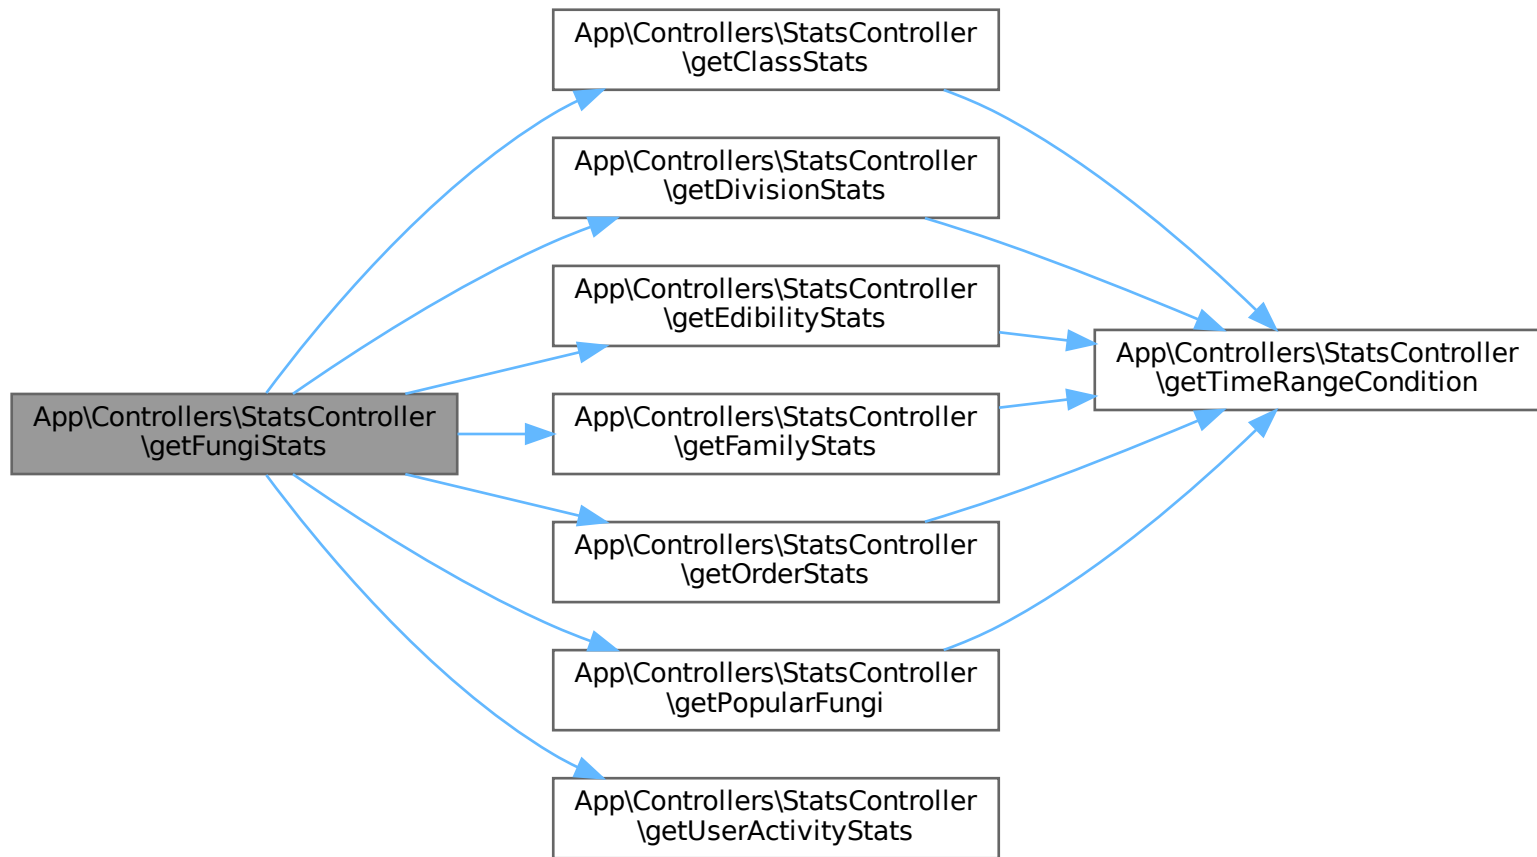 App\Controllers\StatsController
\getClassStats
App\Controllers\StatsController
\getDivisionStats
App\Controllers\StatsController
\getEdibilityStats
App\Controllers\StatsController
\getTimeRangeCondition
App\Controllers\StatsController
\getFungiStats
App\Controllers\StatsController
\getFamilyStats
App\Controllers\StatsController
\getOrderStats
App\Controllers\StatsController
\getPopularFungi
App\Controllers\StatsController
\getUserActivityStats